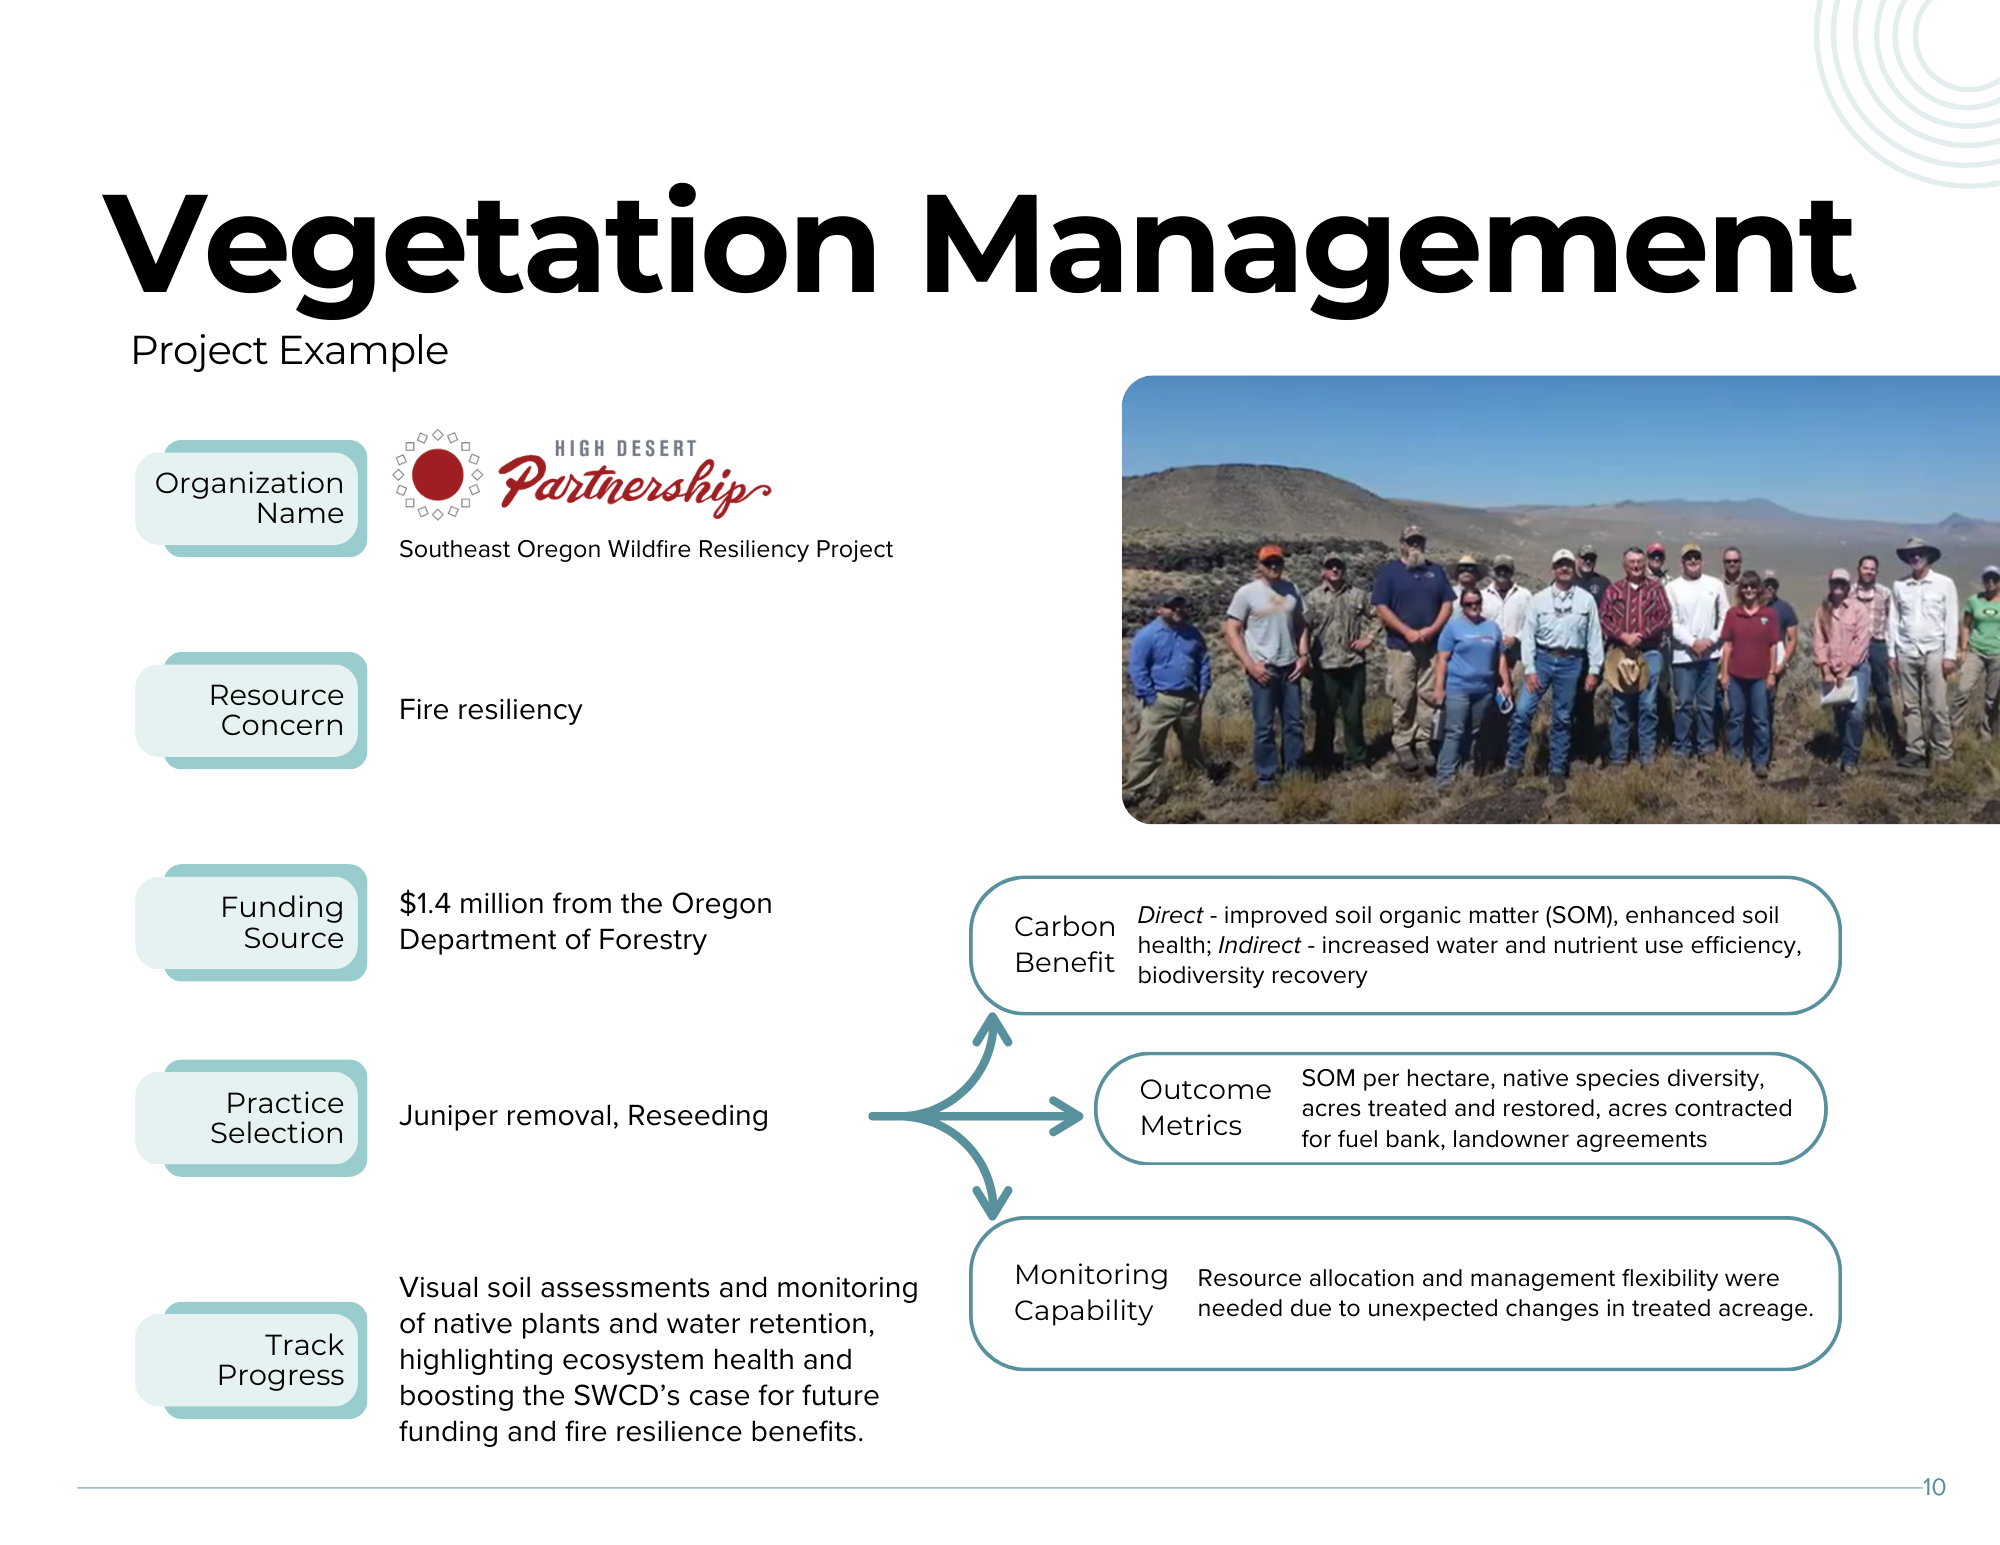 Vegetation Management
Project Example
Organization
Name
HIGH DESERT
Partnership
Southeast Oregon Wildfire Resiliency Project
Resource
Concern
Fire resiliency
Funding
Source
$1.4 million from the Oregon
Department of Forestry
Carbon
Benefit
Direct - improved soil organic matter (SOM), enhanced soil
health; Indirect - increased water and nutrient use efficiency,
biodiversity recovery
Practice
Selection
Juniper removal, Reseeding
Outcome
Metrics
SOM per hectare, native species diversity,
acres treated and restored, acres contracted
for fuel bank, landowner agreements
Monitoring
Capability
Resource allocation and management flexibility were
needed due to unexpected changes in treated acreage.
Track
Progress
Visual soil assessments and monitoring
of native plants and water retention,
highlighting ecosystem health and
boosting the SWCD’s case for future
funding and fire resilience benefits.
10